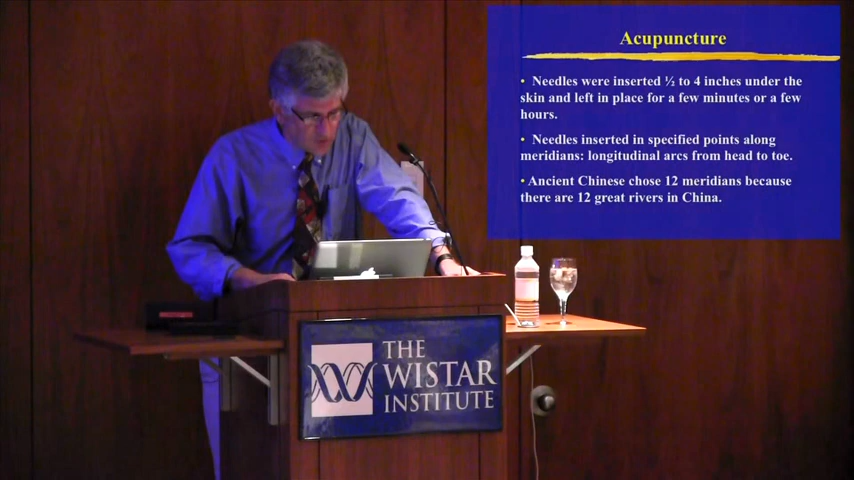 Acupuncture
• Needles were inserted ½ to 4 inches under the
skin and left in place for a few minutes or a few
hours.
• Needles inserted in specified points along
meridians: longitudinal arcs from head to toe.
• Ancient Chinese chose 12 meridians because
there are 12 great rivers in China.
THE
WISTAR
INSTITUTE